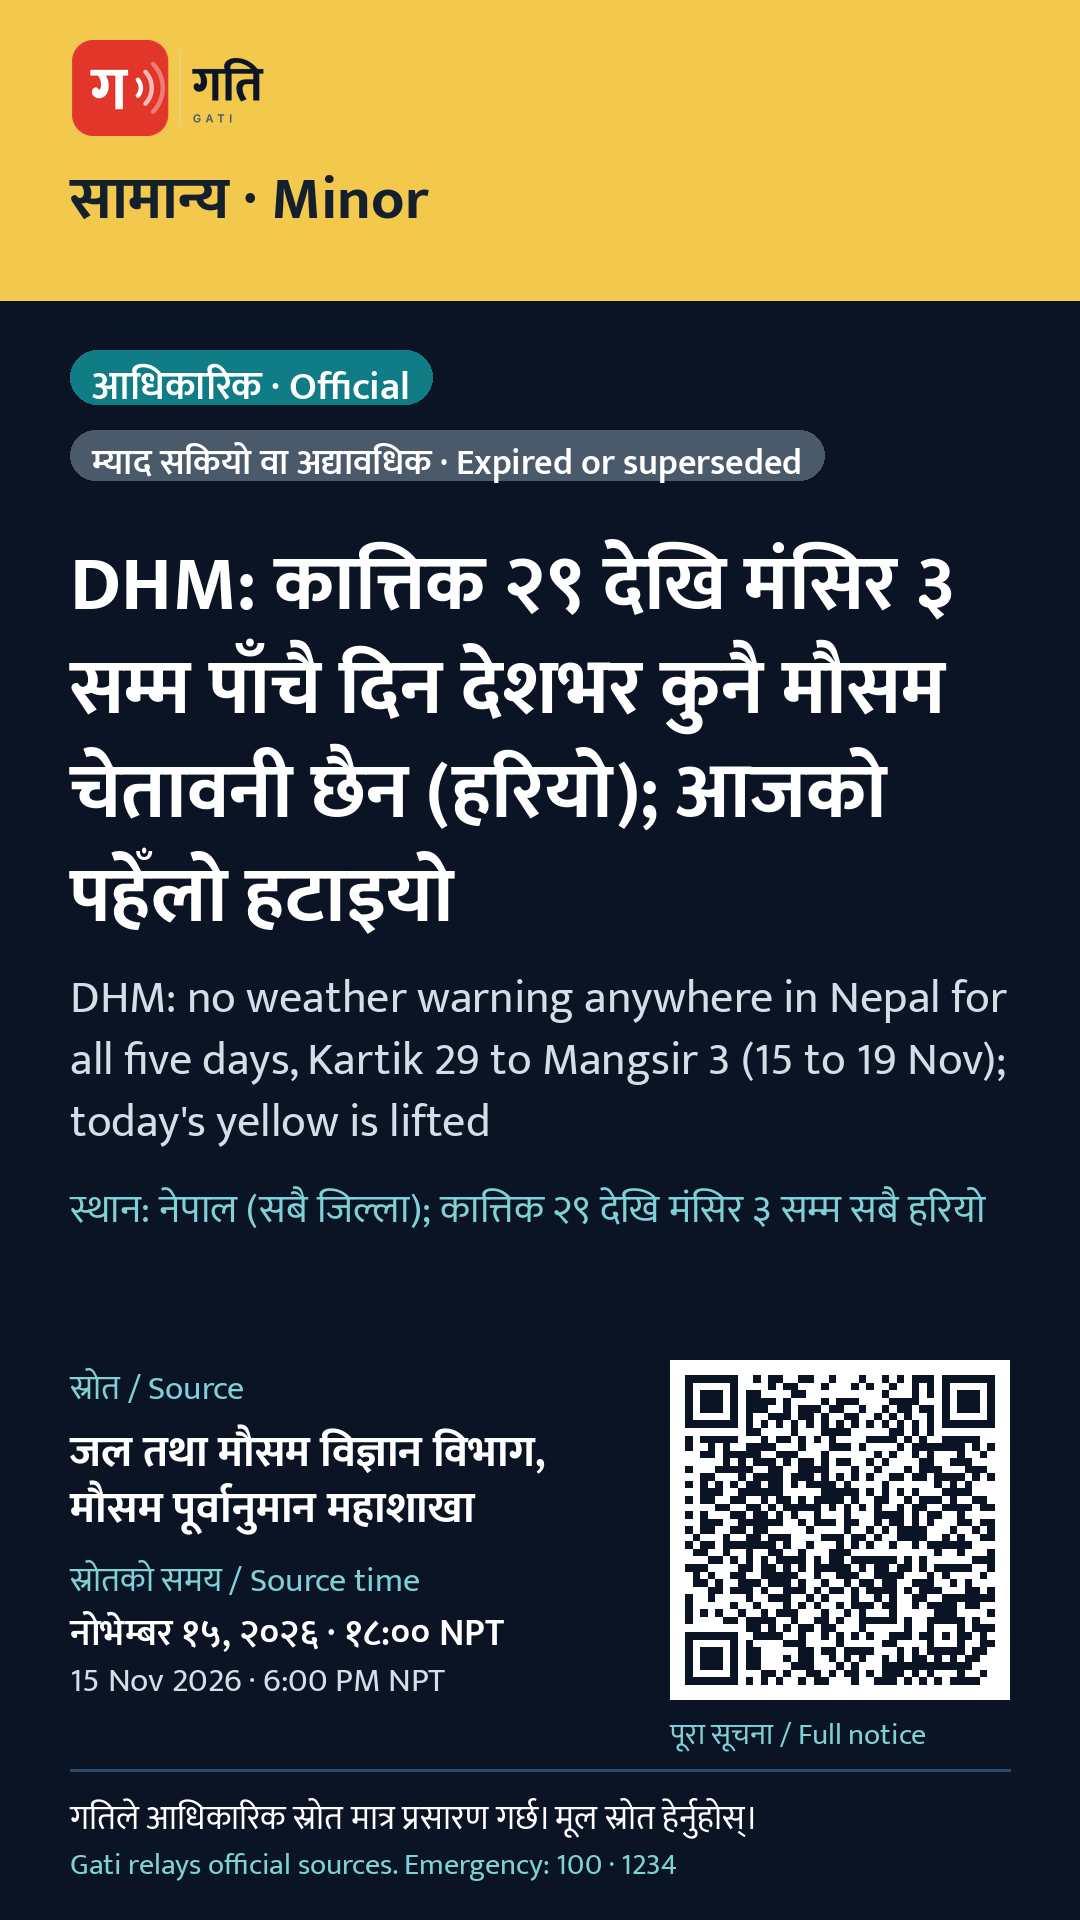 ग
गति
GATI
सामान्य · Minor
आधिकारिक · Official
म्याद सकियो वा अद्यावधिक · Expired or superseded
DHM: कात्तिक २९ देखि मंसिर ३
सम्म पाँचै दिन देशभर कुनै मौसम
चेतावनी छैन (हरियो); आजको
पहेँलो हटाइयो
DHM: no weather warning anywhere in Nepal for
all five days, Kartik 29 to Mangsir 3 (15 to 19 Nov);
today's yellow is lifted
स्थान: नेपाल (सबै जिल्ला); कात्तिक २९ देखि मंसिर ३ सम्म सबै हरियो
स्रोत / Source
जल तथा मौसम विज्ञान विभाग,
मौसम पूर्वानुमान महाशाखा
स्रोतको समय / Source time
नोभेम्बर १५, २०२६ · १८:०० NPT
15 Nov 2026 · 6:00 PM NPT
पूरा सूचना / Full notice
गतिले आधिकारिक स्रोत मात्र प्रसारण गर्छ। मूल स्रोत हेर्नुहोस्।
Gati relays official sources. Emergency: 100 · 1234